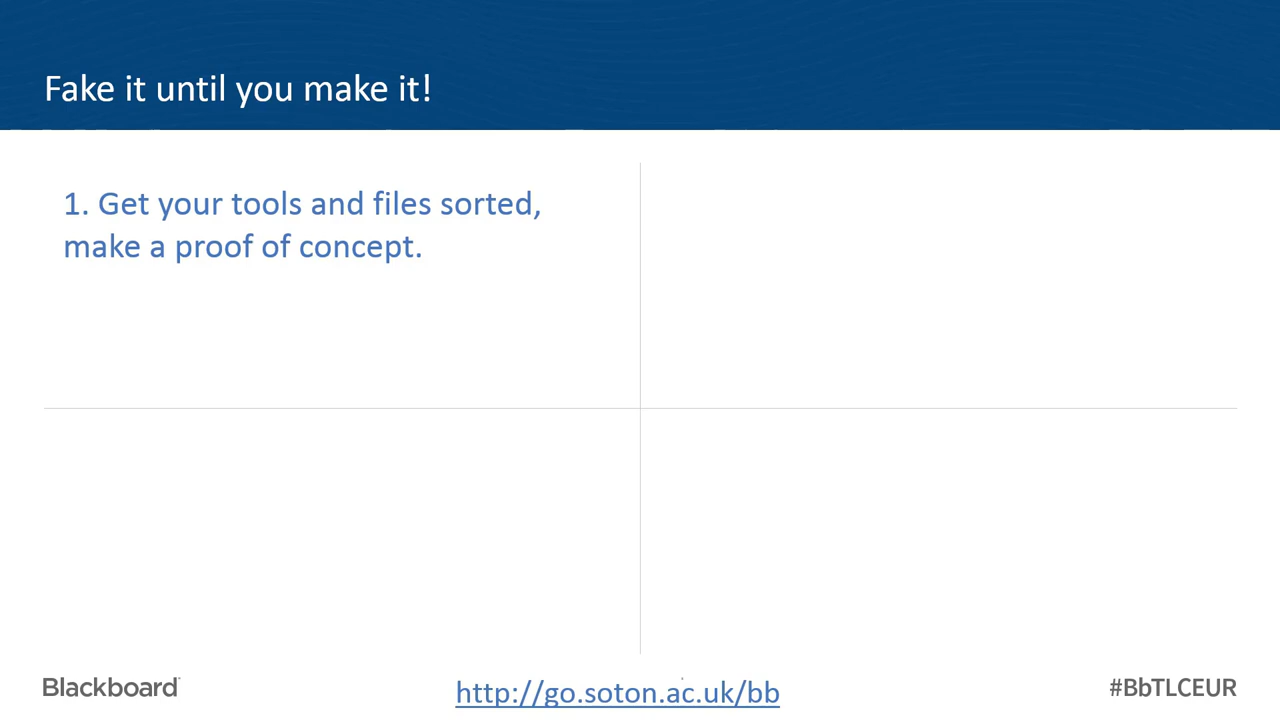 Fake it until you make it!
1. Get your tools and files sorted,
make a proof of concept.
Blackboard
http://go.soton.ac.uk/bb
#BbTLCEUR